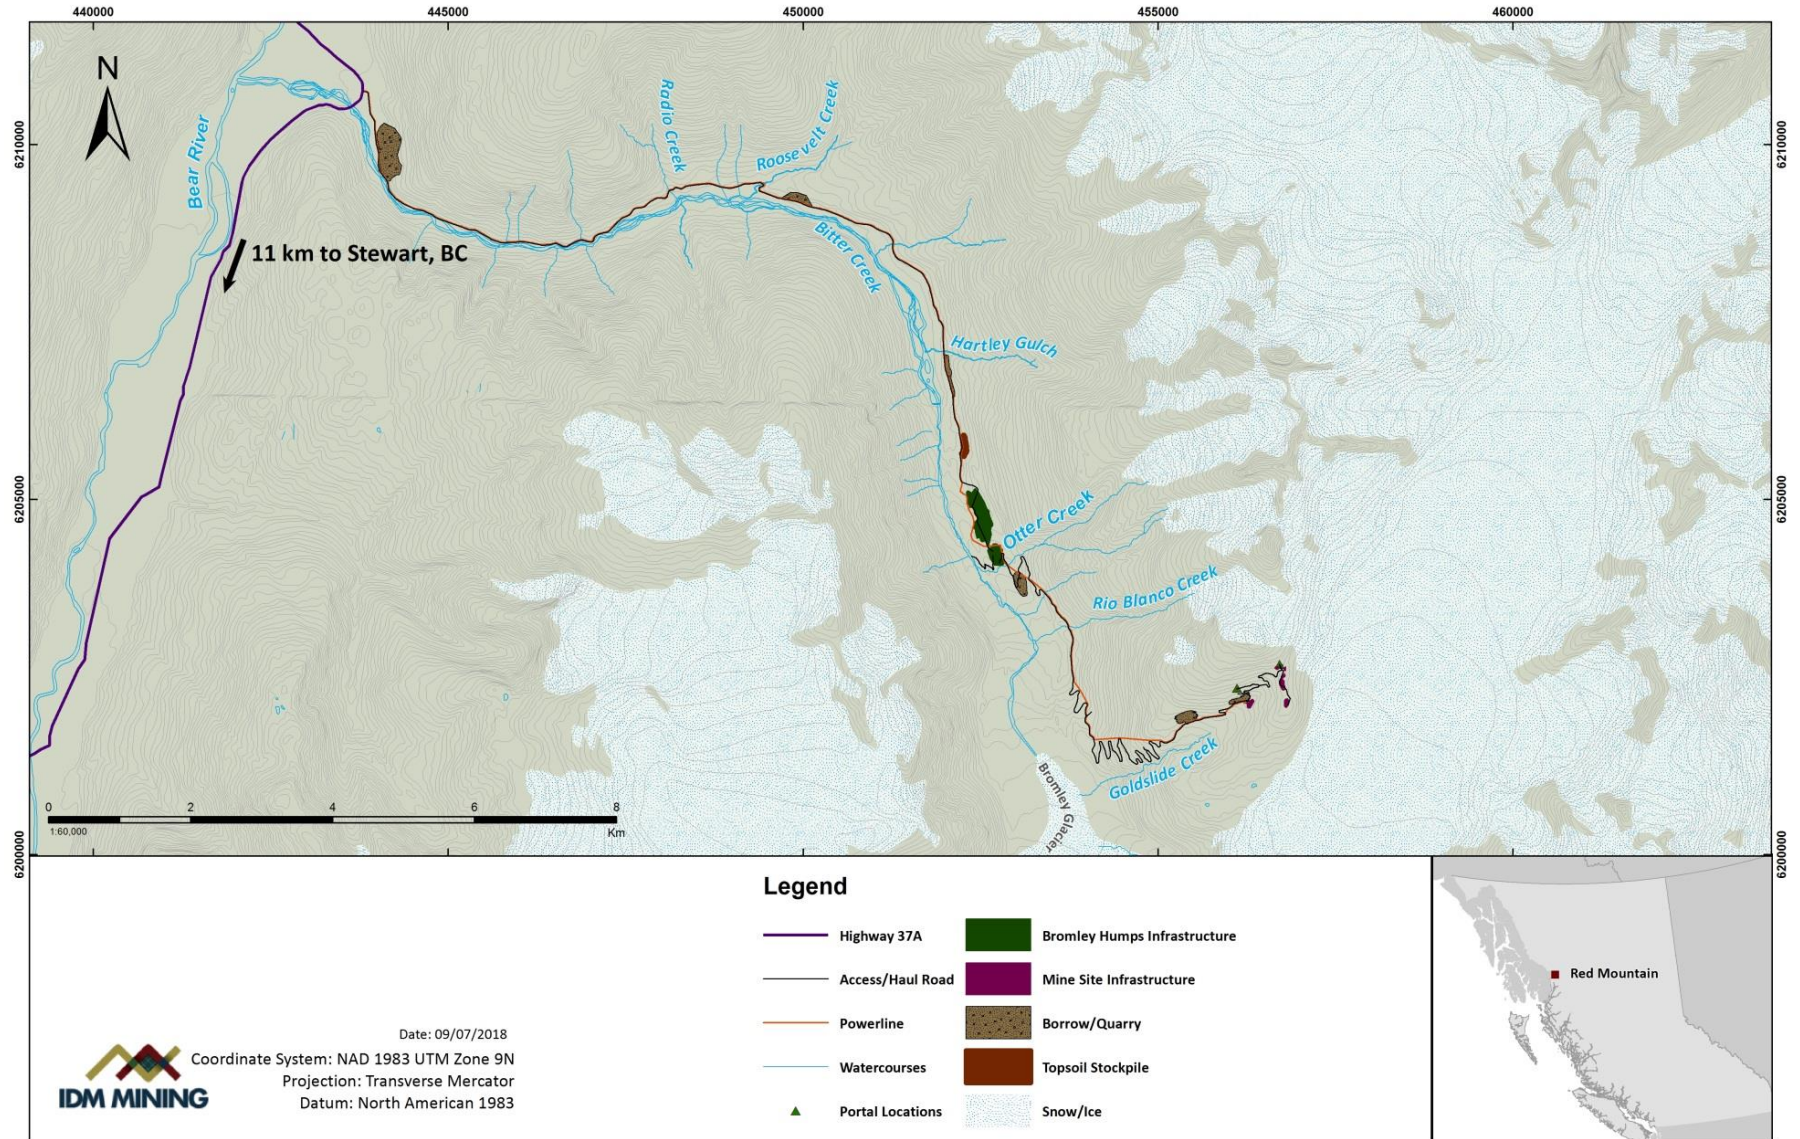 440000
445000
450000
455000
460000
N
6210000
6210000
Bear River
Radio Creek
Roosevelt Creek
11 km to Stewart, BC
Bitter Creek
Hartley Gulch
6205000
6205000
Otter Creek
Rio Blanco Creek
Goldslide Creek
Bromley Glacier
0 2 4 6 8
1:60,000
Km
6200000
6200000
Legend
Highway 37A
Access/Haul Road
Powerline
Watercourses
Portal Locations
Bromley Humps Infrastructure
Mine Site Infrastructure
Borrow/Quarry
Topsoil Stockpile
Snow/Ice
Red Mountain
IDM MINING
Date: 09/07/2018
Coordinate System: NAD 1983 UTM Zone 9N
Projection: Transverse Mercator
Datum: North American 1983